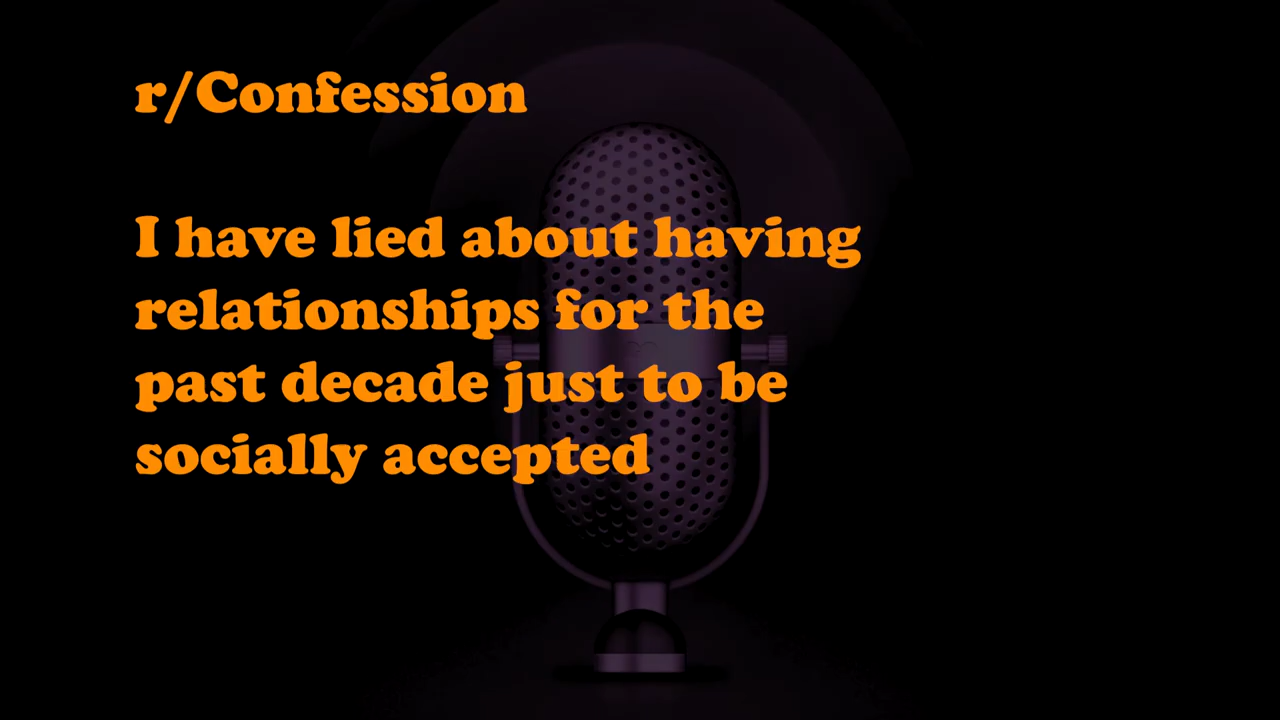 r/Confession
I have lied about having
relationships for the
past decade just to be
socially accepted